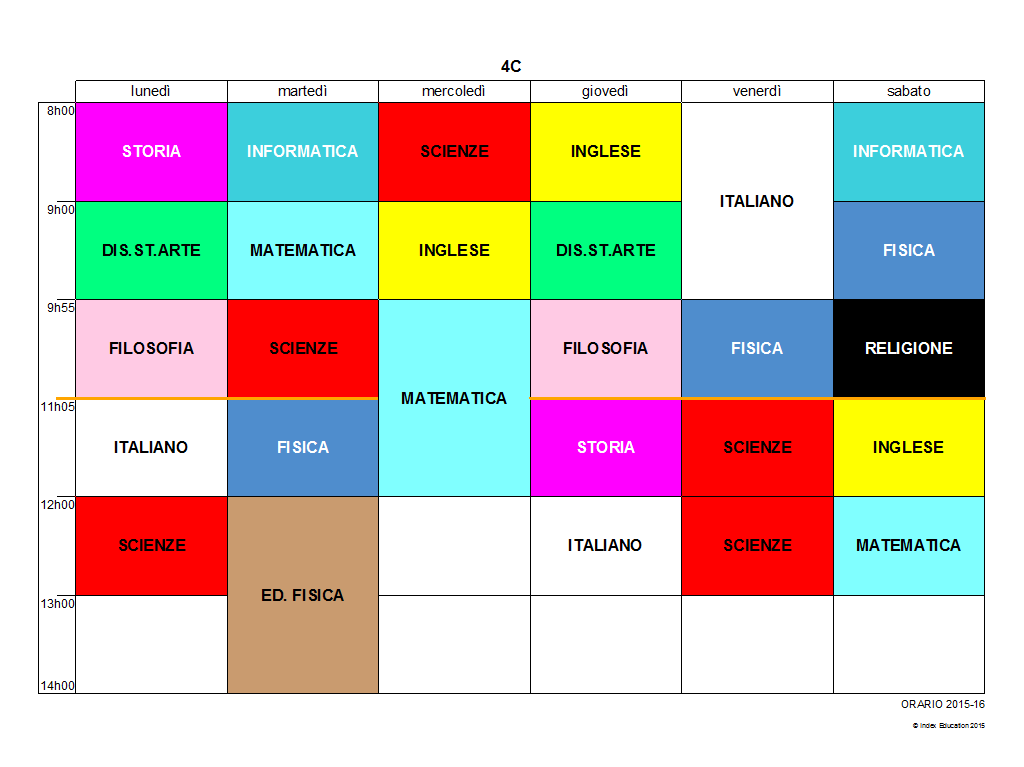 4C
lunedì martedì mercoledì giovedì venerdì sabato
8h00
STORIA INFORMATICA SCIENZE INGLESE ITALIANO INFORMATICA
9h00
DIS.ST.ARTE MATEMATICA INGLESE DIS.ST.ARTE FISICA
9h55
FILOSOFIA SCIENZE MATEMATICA FILOSOFIA FISICA RELIGIONE
11h05
ITALIANO FISICA STORIA SCIENZE INGLESE
12h00
SCIENZE ED. FISICA ITALIANO SCIENZE MATEMATICA
13h00
14h00
ORARIO 2015-16
© Index Education 2015